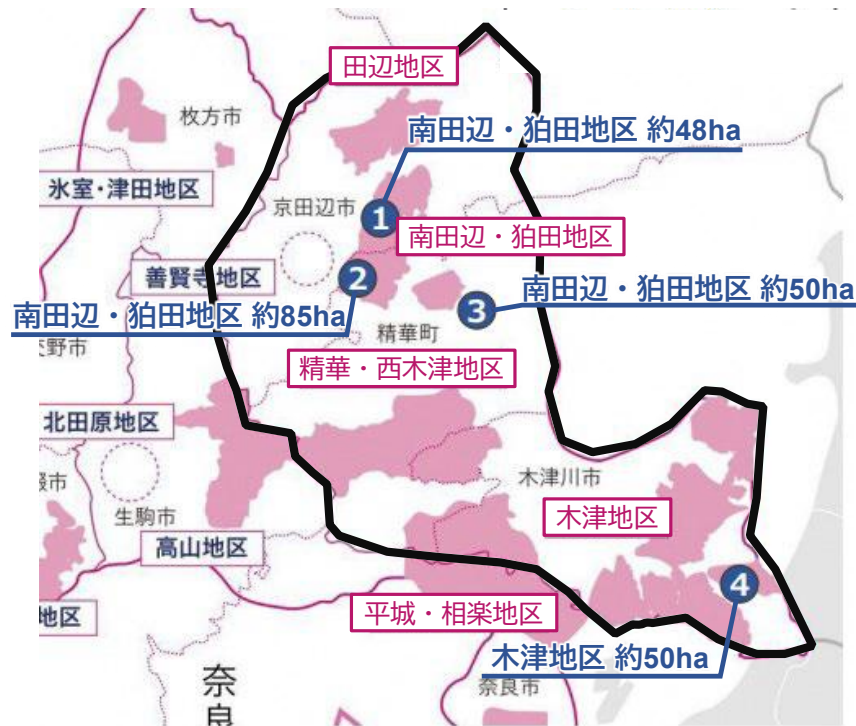 田辺地区
枚方市
南田辺・狛田地区 約48ha
氷室・津田地区
京田辺市
1
南田辺・狛田地区
善賢寺地区
2
南田辺・狛田地区 約50ha
南田辺・狛田地区 約85ha
3
精華町
野市
精華・西木津地区
北田原地区
市
木津川市
生駒市
木津地区
高山地区
4
地区
平城・相楽地区
木津地区 約50ha
奈良市
奈
良